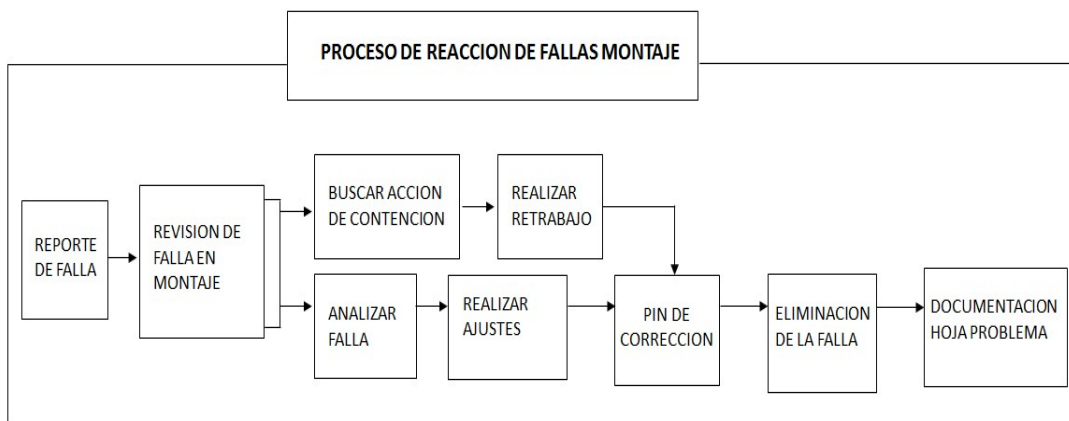 PROCESO DE REACCION DE FALLAS MONTAJE
REPORTE
DE FALLA
REVISION DE
FALLA EN
MONTAJE
BUSCAR ACCION
DE CONTENCION
REALIZAR
RETRABAJO
ANALIZAR
FALLA
REALIZAR
AJUSTES
PIN DE
CORRECCION
ELIMINACION
DE LA FALLA
DOCUMENTACION
HOJA PROBLEMA